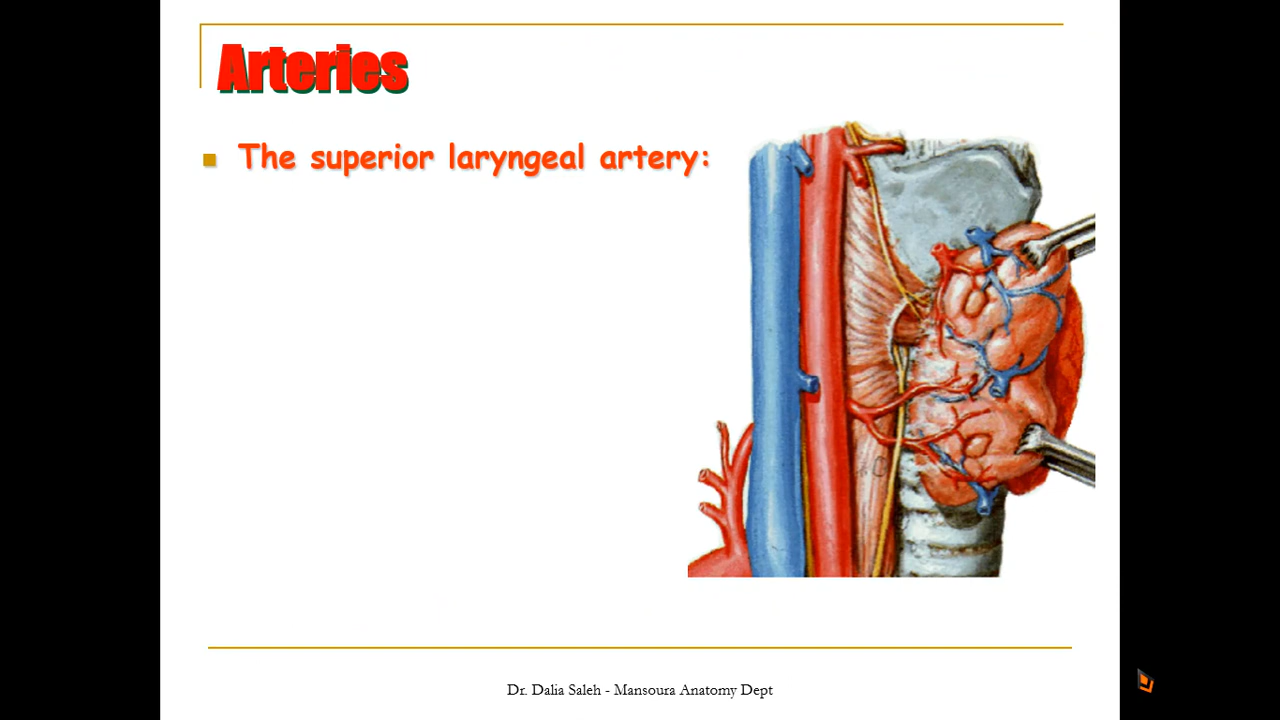 Arteries
The superior laryngeal artery:
Dr. Dalia Saleh - Mansoura Anatomy Dept